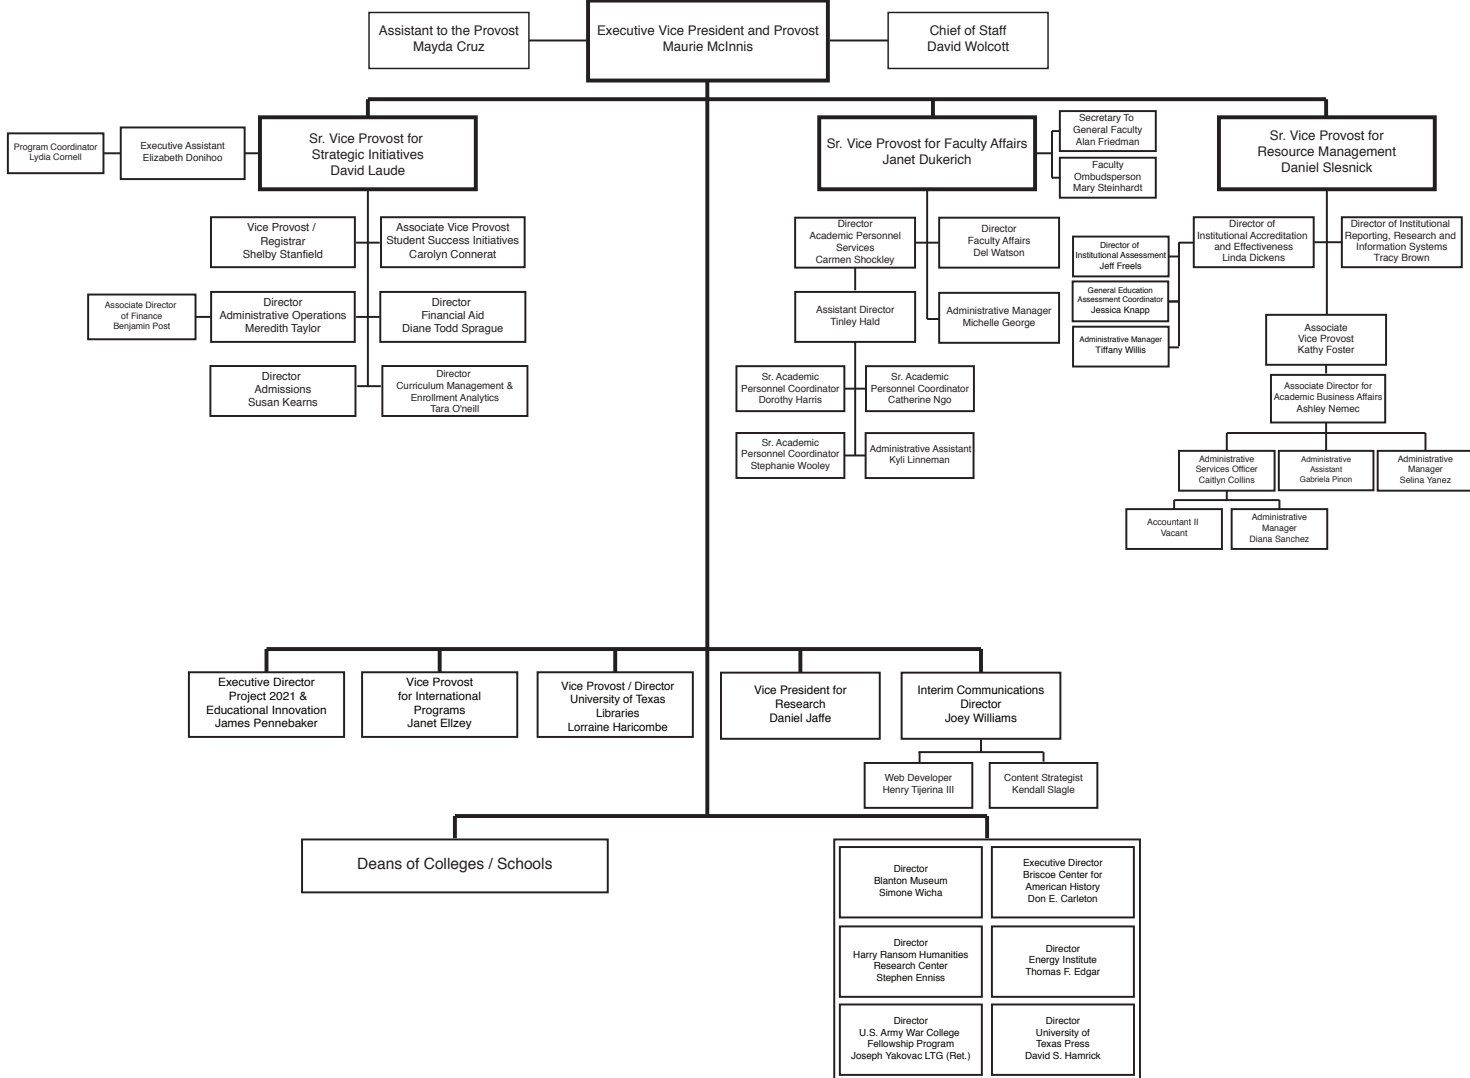 Assistant to the Provost
Mayda Cruz
Executive Vice President and Provost
Maurie McInnis
Chief of Staff
David Wolcott
Program Coordinator
Lydia Cornell
Executive Assistant
Elizabeth Donihoo
Sr. Vice Provost for
Strategic Initiatives
David Laude
Sr. Vice Provost for Faculty Affairs
Janet Dukerich
Secretary To
General Faculty
Alan Friedman
Faculty
Ombudsperson
Mary Steinhardt
Sr. Vice Provost for
Resource Management
Daniel Slesnick
Vice Provost /
Registrar
Shelby Stanfield
Associate Vice Provost
Student Success Initiatives
Carolyn Connerat
Associate Director
of Finance
Benjamin Post
Director
Administrative Operations
Meredith Taylor
Director
Financial Aid
Diane Todd Sprague
Director
Admissions
Susan Kearns
Director
Curriculum Management &
Enrollment Analytics
Tara O'neill
Director
Academic Personnel
Services
Carmen Shockley
Director
Faculty Affairs
Del Watson
Assistant Director
Tinley Hald
Administrative Manager
Michelle George
Sr. Academic
Personnel Coordinator
Dorothy Harris
Sr. Academic
Personnel Coordinator
Catherine Ngo
Sr. Academic
Personnel Coordinator
Stephanie Wooley
Administrative Assistant
Kyli Linneman
Director of
Institutional Assessment
Jeff Freels
General Education
Assessment Coordinator
Jessica Knapp
Administrative Manager
Tiffany Willis
Director of
Institutional Accreditation
and Effectiveness
Linda Dickens
Director of Institutional
Reporting, Research and
Information Systems
Tracy Brown
Associate
Vice Provost
Kathy Foster
Associate Director for
Academic Business Affairs
Ashley Nemec
Administrative
Services Officer
Caitlyn Collins
Administrative
Assistant
Gabriela Pinon
Administrative
Manager
Selina Yanez
Accountant II
Vacant
Administrative
Manager
Diana Sanchez
Executive Director
Project 2021 &
Educational Innovation
James Pennebaker
Vice Provost
for International
Programs
Janet Ellzey
Vice Provost / Director
University of Texas
Libraries
Lorraine Haricombe
Vice President for
Research
Daniel Jaffe
Interim Communications
Director
Joey Williams
Web Developer
Henry Tijerina III
Content Strategist
Kendall Slagle
Deans of Colleges / Schools
Director
Blanton Museum
Simone Wicha
Executive Director
Briscoe Center for
American History
Don E. Carleton
Director
Harry Ransom Humanities
Research Center
Stephen Enniss
Director
Energy Institute
Thomas F. Edgar
Director
U.S. Army War College
Fellowship Program
Joseph Yakovac LTG (Ret.)
Director
University of
Texas Press
David S. Hamrick